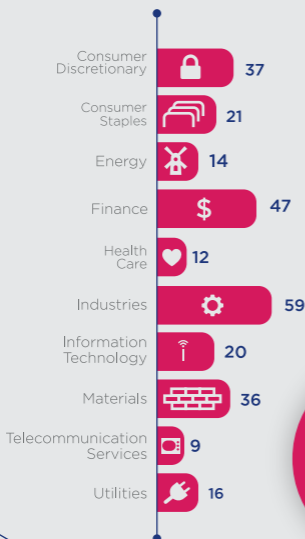 Consumer
Discretionary
37
Consumer
Staples
21
Energy
14
Finance
$
47
Health
Care
12
Industries
59
Information
Technology
20
Materials
36
Telecommunication
Services
9
Utilities
16